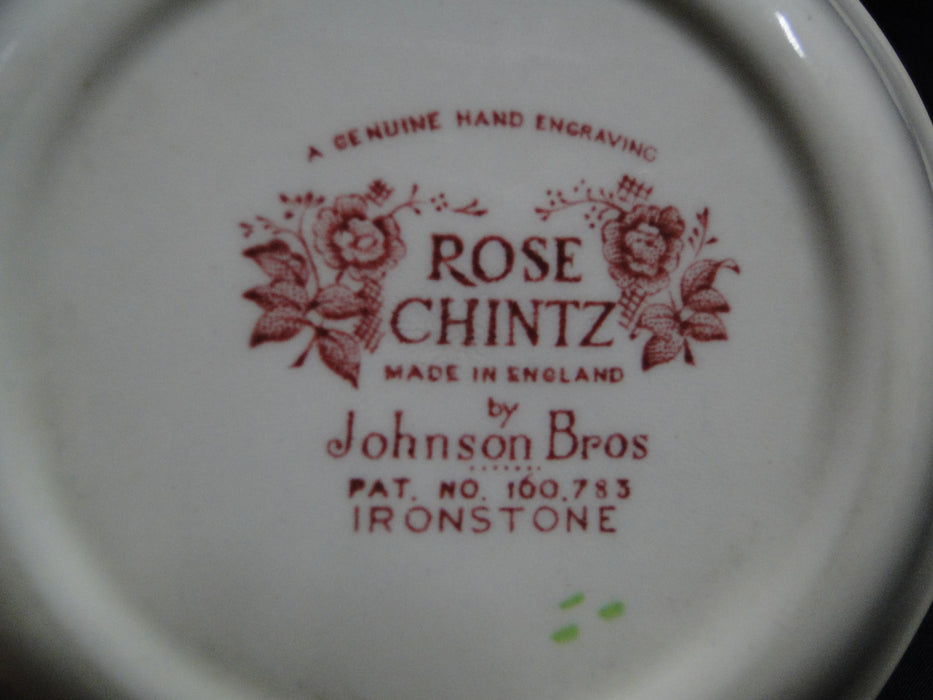 A GENUINE HAND ENGRAVING
ROSE
CHINTZ
MADE IN ENGLAND
by
Johnson Bros
PAT. NO. 160.783
IRONSTONE